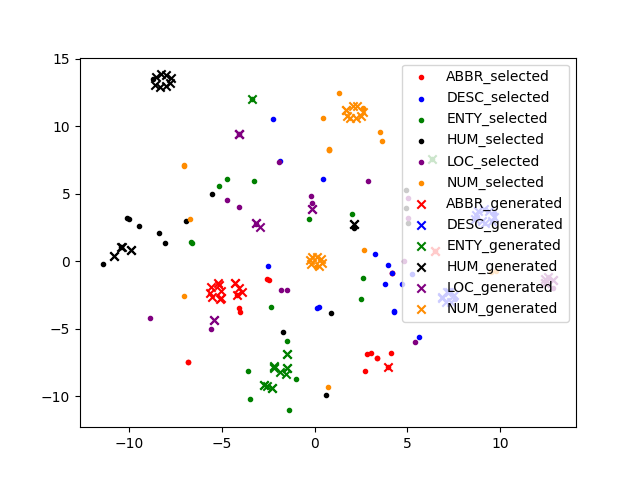 15
10
5
0
−5
−10
−10
−5
0
5
10
ABBR_selected
DESC_selected
ENTY_selected
HUM_selected
LOC_selected
NUM_selected
ABBR_generated
DESC_generated
ENTY_generated
HUM_generated
LOC_generated
NUM_generated